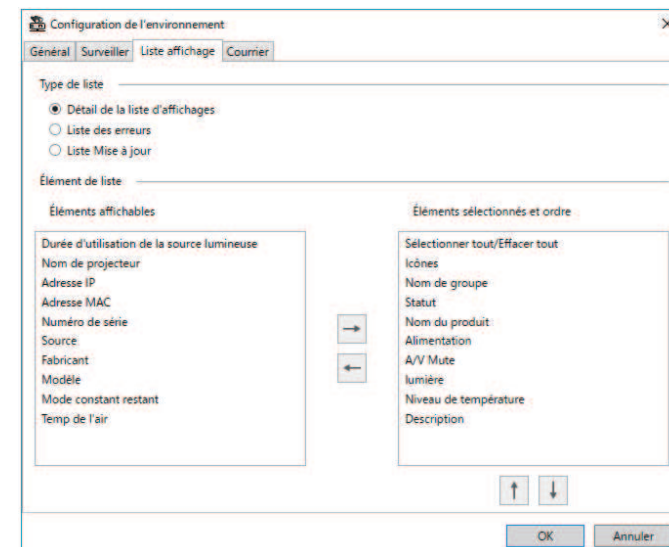 Configuration de l'environnement
Général Surveiller Liste affichage Courrier
Type de liste
Détail de la liste d'affichages
Liste des erreurs
Liste Mise à jour
Élément de liste
Éléments affichables
Éléments sélectionnés et ordre
Durée d'utilisation de la source lumineuse
Nom de projecteur
Adresse IP
Adresse MAC
Numéro de série
Source
Fabricant
Modèle
Mode constant restant
Temp de l'air
Sélectionner tout/Effacer tout
Icônes
Nom de groupe
Statut
Nom du produit
Alimentation
A/V Mute
lumière
Niveau de température
Description
OK Annuler